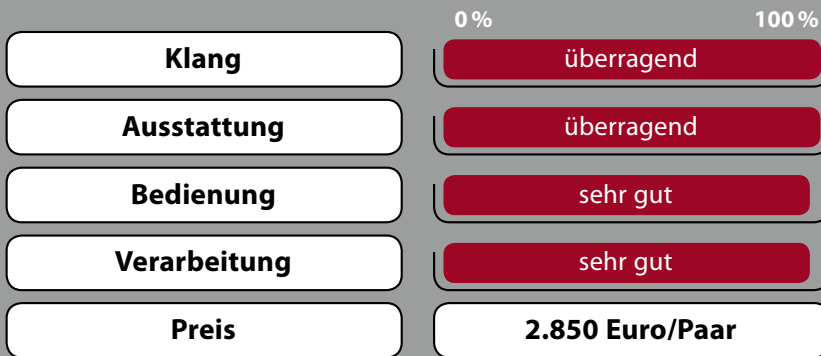 0 % 100 %
Klang überragend
Ausstattung überragend
Bedienung sehr gut
Verarbeitung sehr gut
Preis 2.850 Euro/Paar